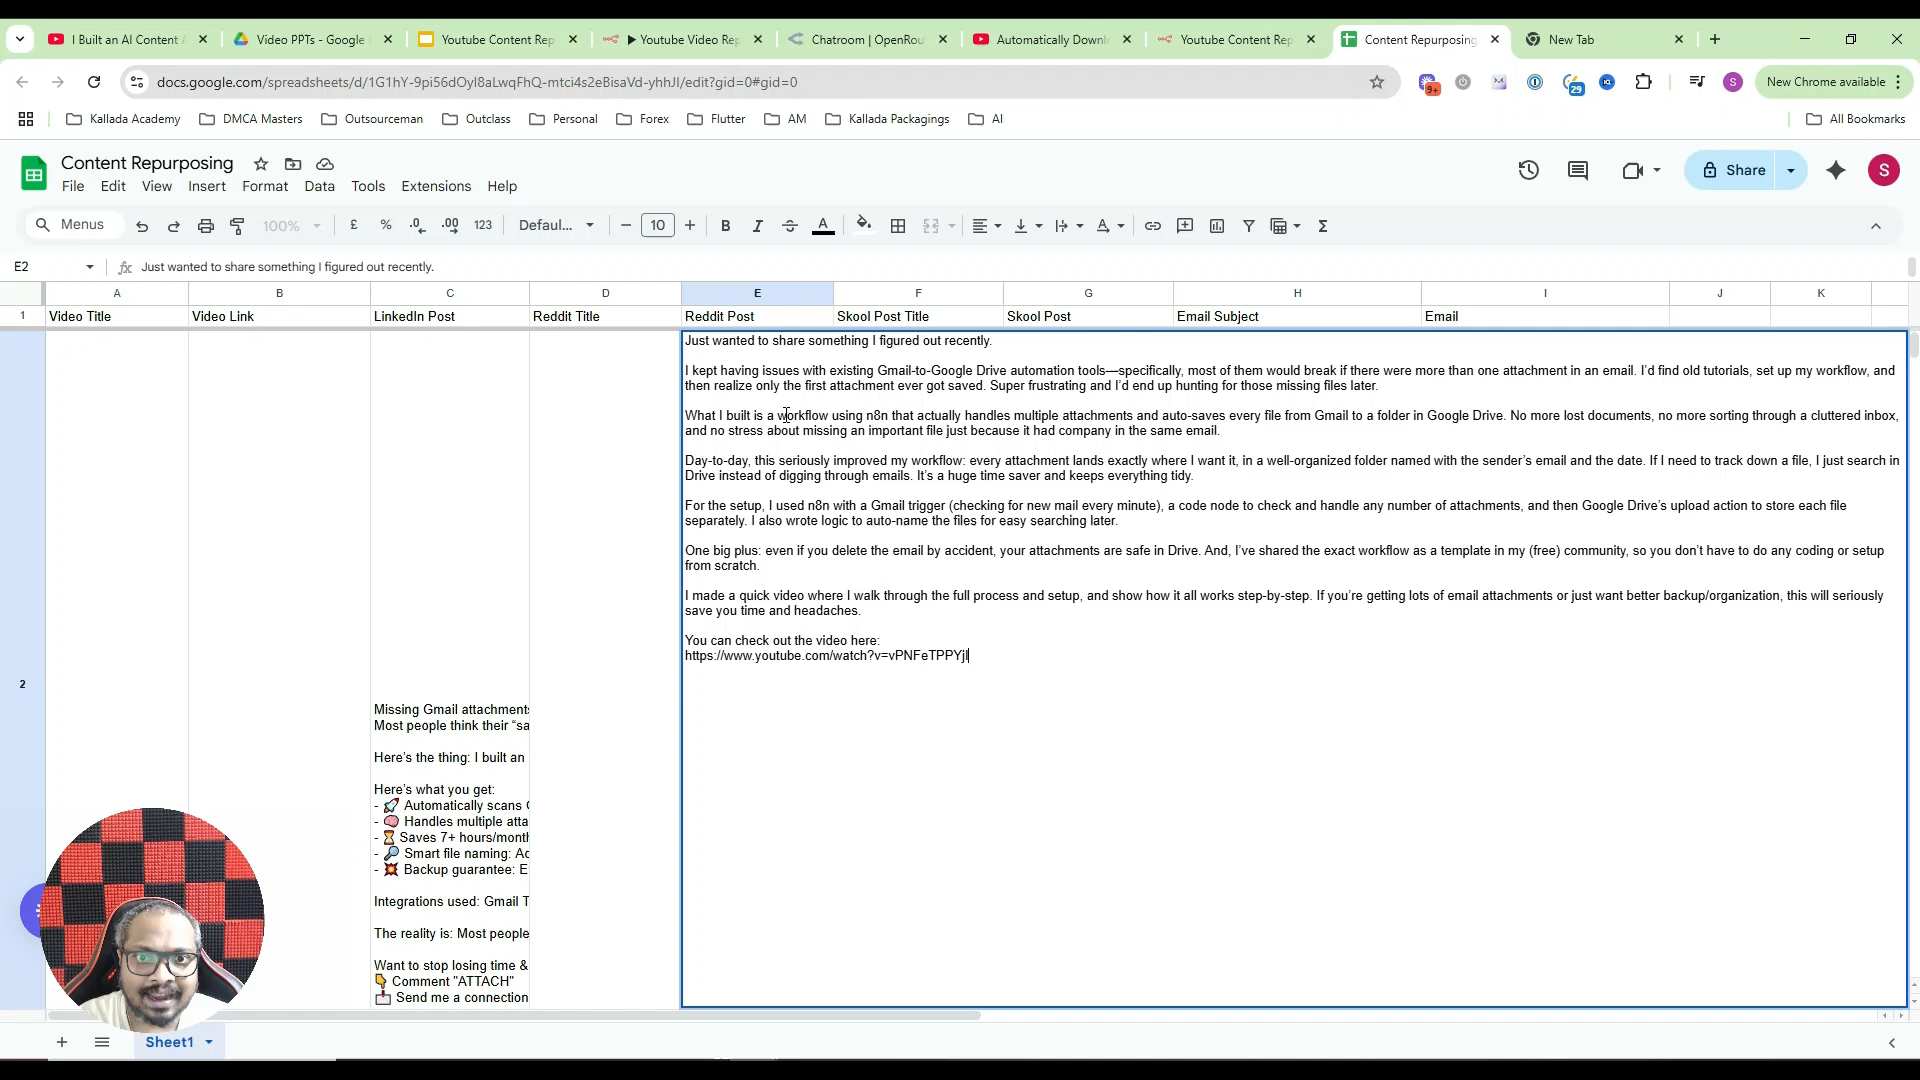 I Built an AI Content
Video PPTs - Google
Youtube Content Rep
▶ Youtube Video Rep
Chatroom | OpenRou
Automatically Downl
Youtube Content Rep
Content Repurposing
New Tab
docs.google.com/spreadsheets/d/1G1hY-9pi56dOyl8aLwqFhQ-mtci4s2eBisaVd-yhhJI/edit?gid=0#gid=0
9+
29
S
New Chrome available
Kallada Academy
DMCA Masters
Outsourceman
Outclass
Personal
Forex
Flutter
AM
Kallada Packagings
AI
All Bookmarks
Content Repurposing
Share
S
File Edit View Insert Format Data Tools Extensions Help
Menus
100%
£ % .0 .00 123
Defaul...
10
B I A
E2
fx Just wanted to share something I figured out recently.
A B C D E F G H I J K
1 Video Title Video Link LinkedIn Post Reddit Title Reddit Post Skool Post Title Skool Post Email Subject Email
Just wanted to share something I figured out recently.
I kept having issues with existing Gmail-to-Google Drive automation tools—specifically, most of them would break if there were more than one attachment in an email. I’d find old tutorials, set up my workflow, and
then realize only the first attachment ever got saved. Super frustrating and I’d end up hunting for those missing files later.
What I built is a workflow using n8n that actually handles multiple attachments and auto-saves every file from Gmail to a folder in Google Drive. No more lost documents, no more sorting through a cluttered inbox,
and no stress about missing an important file just because it had company in the same email.
Day-to-day, this seriously improved my workflow: every attachment lands exactly where I want it, in a well-organized folder named with the sender’s email and the date. If I need to track down a file, I just search in
Drive instead of digging through emails. It’s a huge time saver and keeps everything tidy.
For the setup, I used n8n with a Gmail trigger (checking for new mail every minute), a code node to check and handle any number of attachments, and then Google Drive’s upload action to store each file
separately. I also wrote logic to auto-name the files for easy searching later.
One big plus: even if you delete the email by accident, your attachments are safe in Drive. And, I’ve shared the exact workflow as a template in my (free) community, so you don’t have to do any coding or setup
from scratch.
I made a quick video where I walk through the full process and setup, and show how it all works step-by-step. If you’re getting lots of email attachments or just want better backup/organization, this will seriously
save you time and headaches.
You can check out the video here:
https://www.youtube.com/watch?v=vPNFeTPPYjI
2
Missing Gmail attachments
Most people think their “sa
Here’s the thing: I built an
Here’s what you get:
- 🚀 Automatically scans
- 🧠 Handles multiple atta
- ⏳ Saves 7+ hours/month
- 🔎 Smart file naming: Ad
- 💥 Backup guarantee: E
Integrations used: Gmail T
The reality is: Most people
Want to stop losing time &
👇 Comment "ATTACH"
📩 Send me a connection
Sheet1